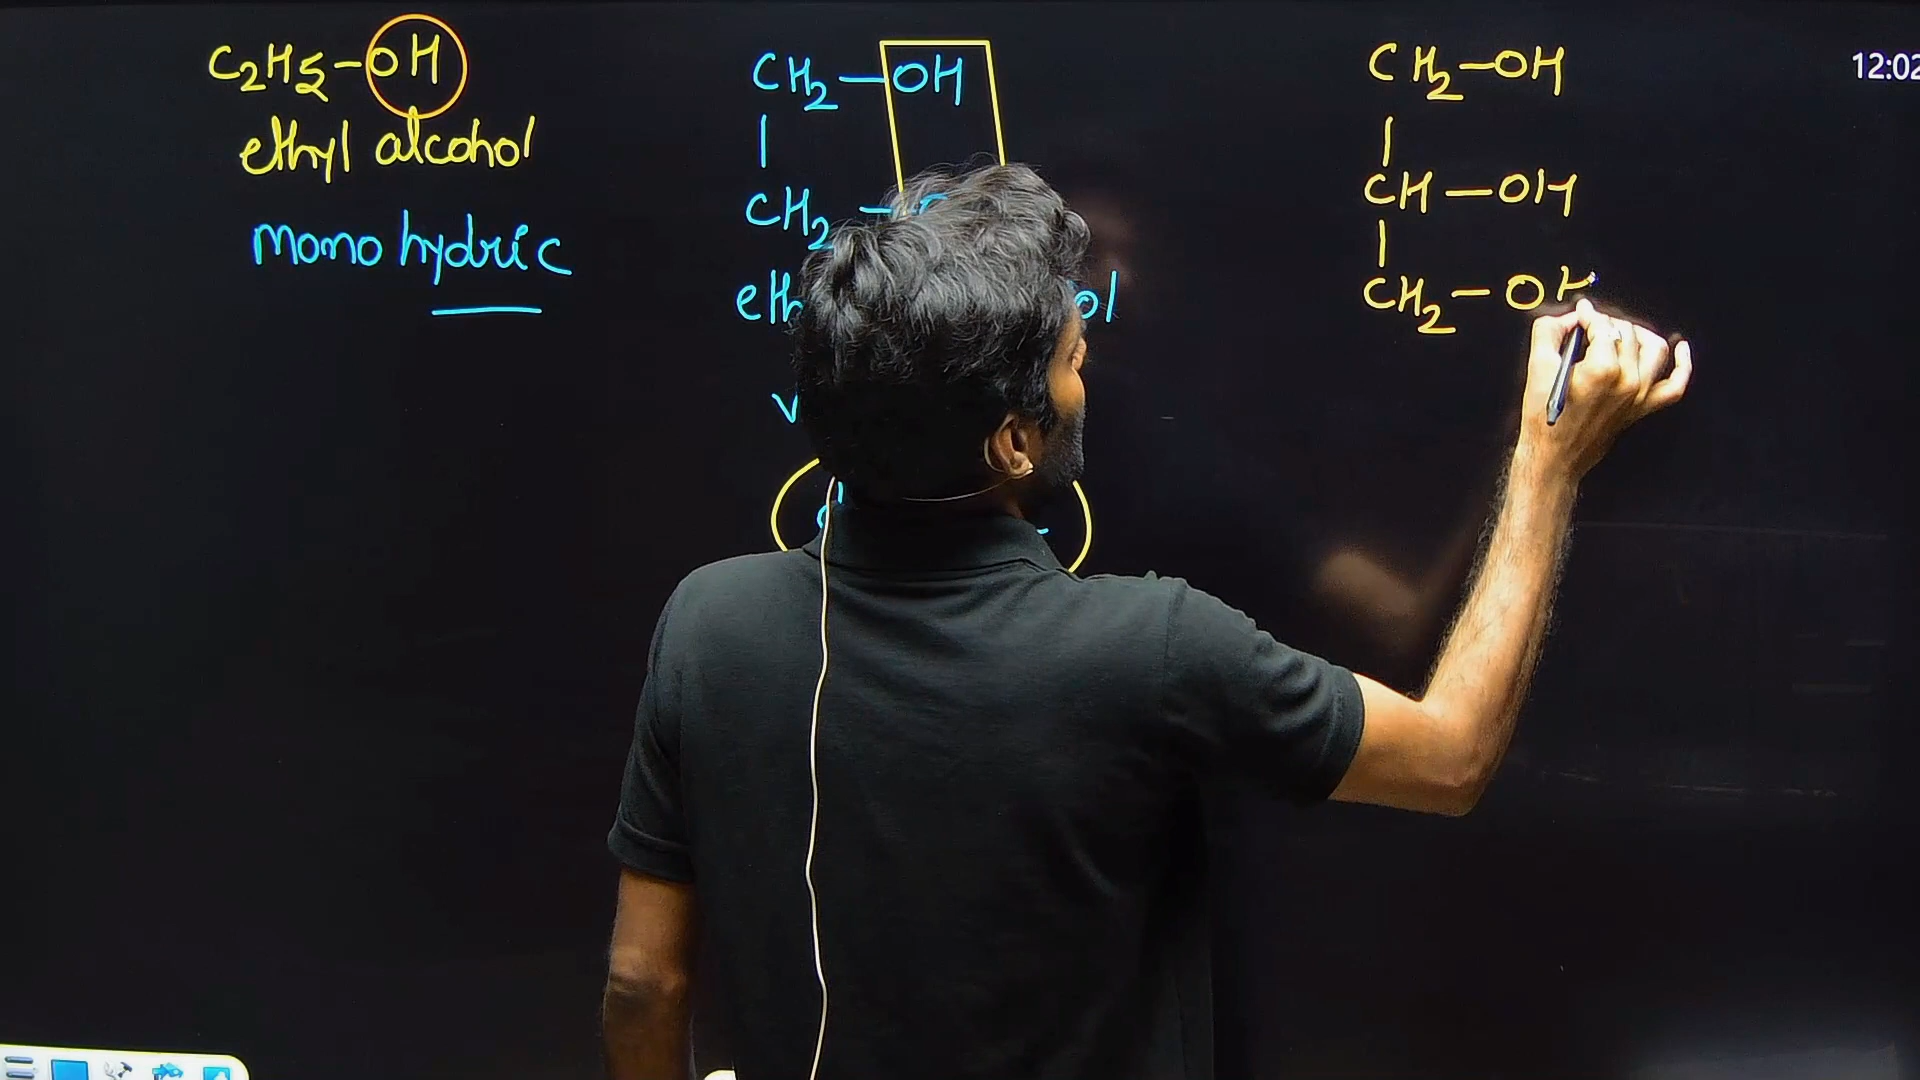 C2H5-OH
ethyl alcohol
mono hydric
CH2-OH
|
CH2-
CH2-OH
|
CH-OH
|
CH2-OH
12:02